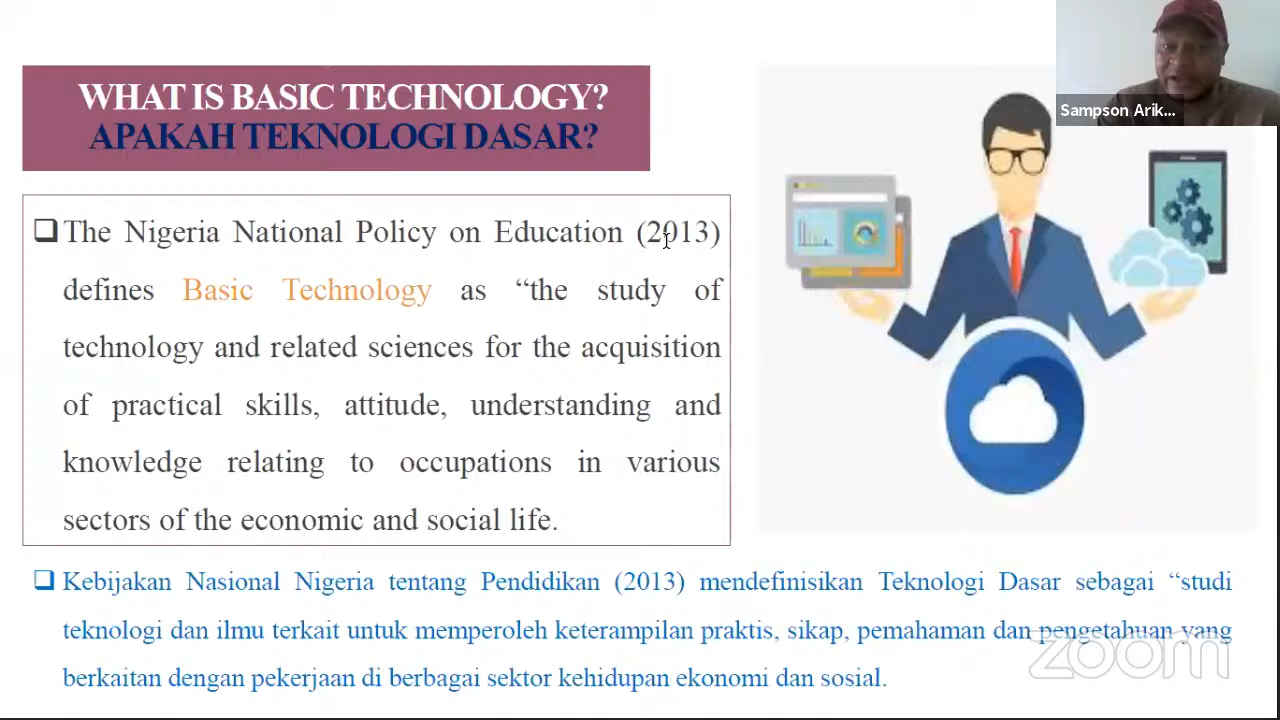 WHAT IS BASIC TECHNOLOGY?
APAKAH TEKNOLOGI DASAR?
Sampson Arik...
❑ The Nigeria National Policy on Education (2013)
defines Basic Technology as “the study of
technology and related sciences for the acquisition
of practical skills, attitude, understanding and
knowledge relating to occupations in various
sectors of the economic and social life.
❑ Kebijakan Nasional Nigeria tentang Pendidikan (2013) mendefinisikan Teknologi Dasar sebagai “studi
teknologi dan ilmu terkait untuk memperoleh keterampilan praktis, sikap, pemahaman dan pengetahuan yang
berkaitan dengan pekerjaan di berbagai sektor kehidupan ekonomi dan sosial.
zoom